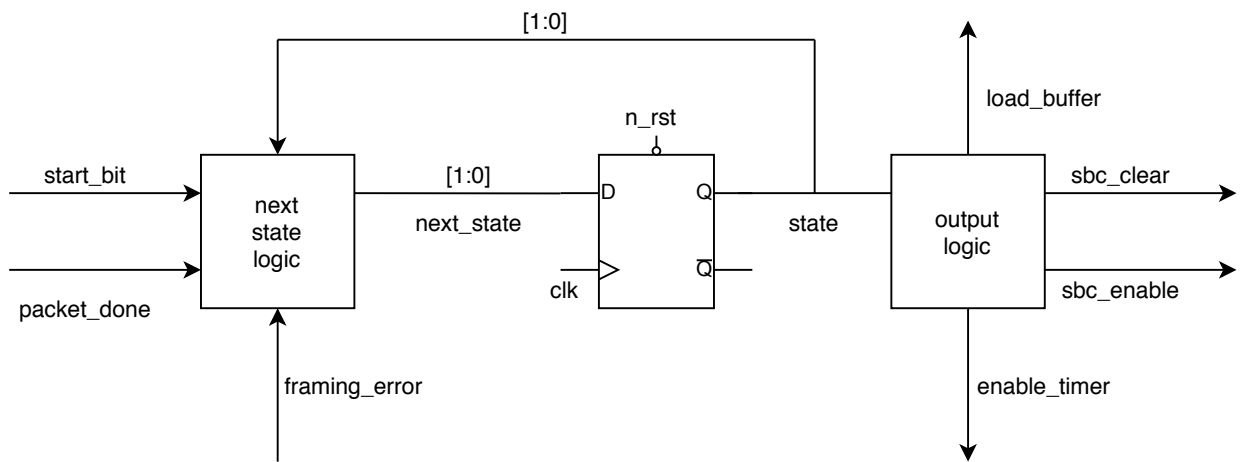 [1:0]
load_buffer
n_rst
start_bit
[1:0]
D
Q
sbc_clear
next
state
logic
next_state
state
output
logic
packet_done
clk
Q̅
sbc_enable
framing_error
enable_timer